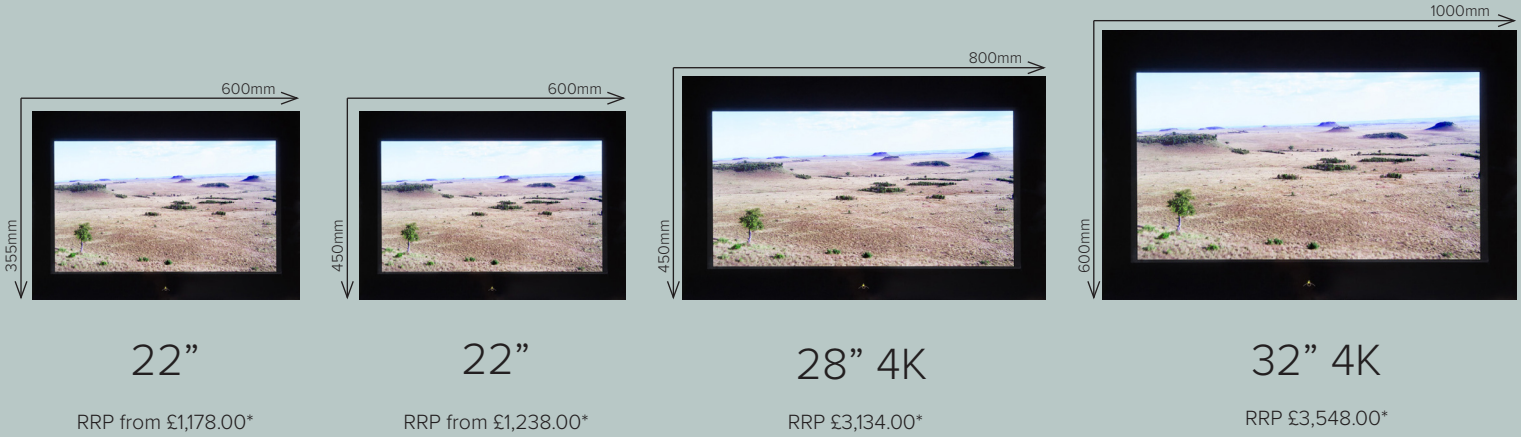 600mm
355mm
22”
RRP from £1,178.00*
600mm
450mm
22”
RRP from £1,238.00*
800mm
450mm
28” 4K
RRP £3,134.00*
1000mm
600mm
32” 4K
RRP £3,548.00*